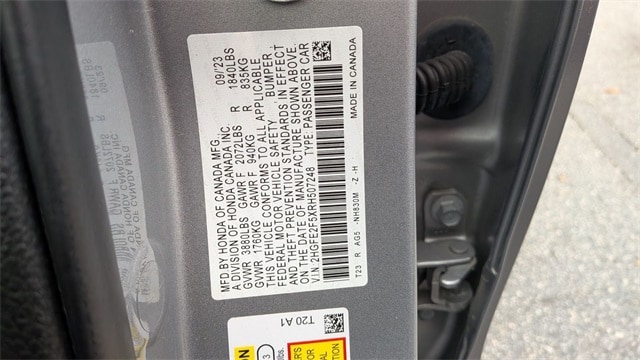 MFD.BY HONDA OF CANADA MFG. 09/'23
A DIVISION OF HONDA CANADA INC.
GVWR 3880LBS GAWR F 2072LBS R 1840LBS
GVWR 1760KG GAWR F 940KG R 835KG
THIS VEHICLE CONFORMS TO ALL APPLICABLE
FEDERAL MOTOR VEHICLE SAFETY, BUMPER,
AND THEFT PREVENTION STANDARDS IN EFFECT
ON THE DATE OF MANUFACTURE SHOWN ABOVE.
V.I.N.:2HGFE2F5XRH507248 TYPE:PASSENGER CAR
MADE IN CANADA
T23 R AG5 -NH830M -Z -H
T20 A1